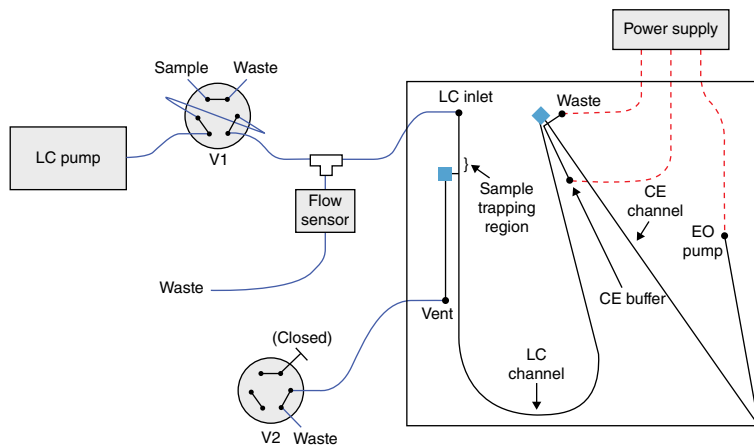 Power supply
Sample
Waste
LC pump
V1
LC inlet
Waste
}
Sample
trapping
region
Flow
sensor
CE
channel
EO
pump
Waste
CE buffer
Vent
(Closed)
LC
channel
V2
Waste